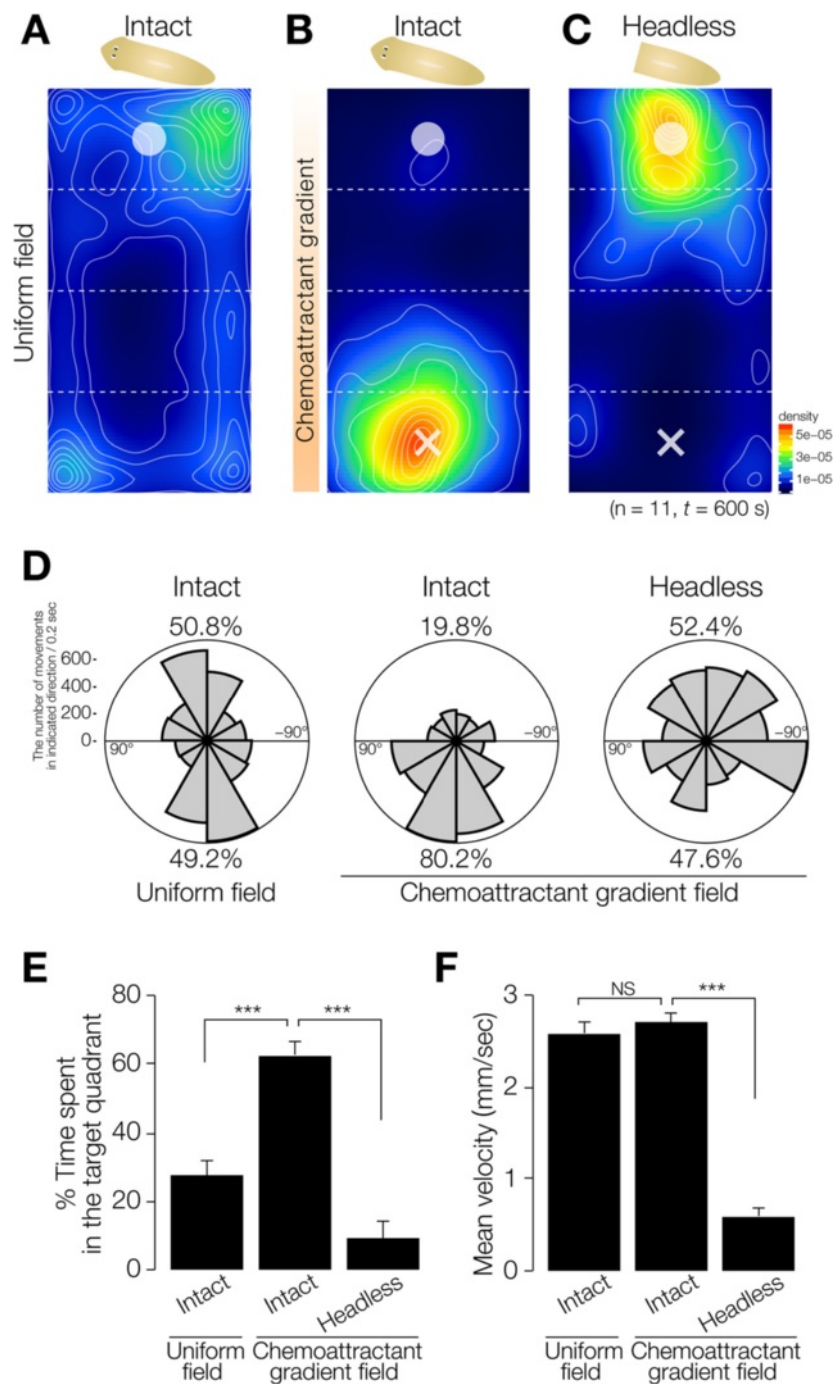 A
Intact
B
Intact
C
Headless
Uniform field
Chemoattractant gradient
density
5e−05
3e−05
1e−05
(n = 11, t = 600 s)
D
Intact
Intact
Headless
50.8%
19.8%
52.4%
The number of movements
in indicated direction / 0.2 sec
600-
400-
200-
0-
90°
−90°
90°
−90°
90°
−90°
49.2%
80.2%
47.6%
Uniform field
Chemoattractant gradient field
E
% Time spent
in the target quadrant
80
60
40
20
0
***
***
Intact
Intact
Headless
Uniform
field
Chemoattractant
gradient field
F
Mean velocity (mm/sec)
3
2
1
0
NS
***
Intact
Intact
Headless
Uniform
field
Chemoattractant
gradient field